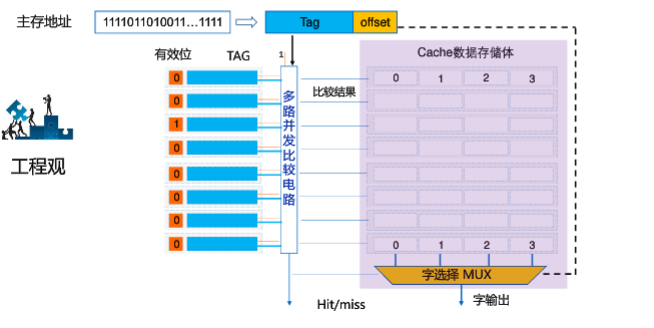 主存地址 1111011010011...1111 Tag offset
有效位 TAG 1 Cache数据存储体
0 比较结果 0 1 2 3
0
1
0
0
0
0
0 0 1 2 3
多路并发比较电路
工程观
字选择 MUX
Hit/miss 字输出